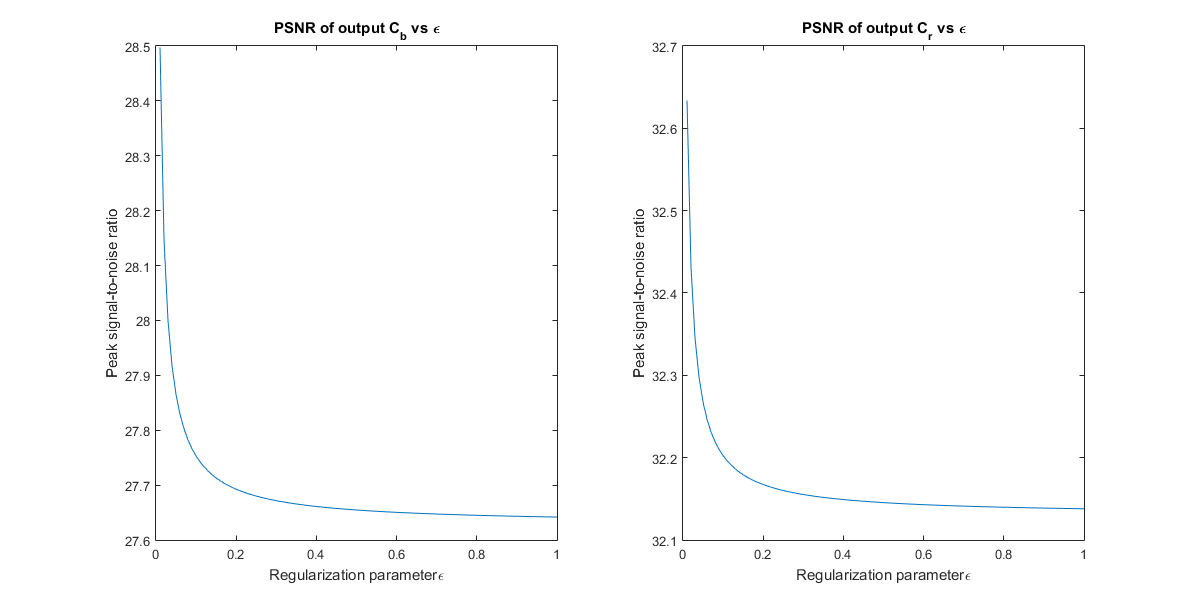 PSNR of output C_b vs ϵ
28.5
28.4
28.3
28.2
28.1
28
27.9
27.8
27.7
27.6
Peak signal-to-noise ratio
0 0.2 0.4 0.6 0.8 1
Regularization parameterϵ
PSNR of output C_r vs ϵ
32.7
32.6
32.5
32.4
32.3
32.2
32.1
Peak signal-to-noise ratio
0 0.2 0.4 0.6 0.8 1
Regularization parameterϵ